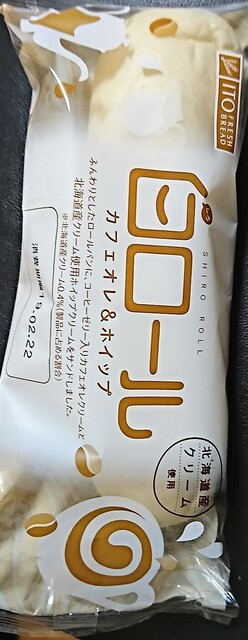 ITO FRESH
BREAD
白ロール
しろ
SHIRO ROLL
カフェオレ&ホイップ
ふんわりとしたロールパンに、コーヒーゼリー入りカフェオレクリームと
北海道産クリーム使用ホイップクリームをサンドしました。
※北海道産クリーム0.4%(製品に占める割合)
北海道産
クリーム
使用
消費期限
.02.22